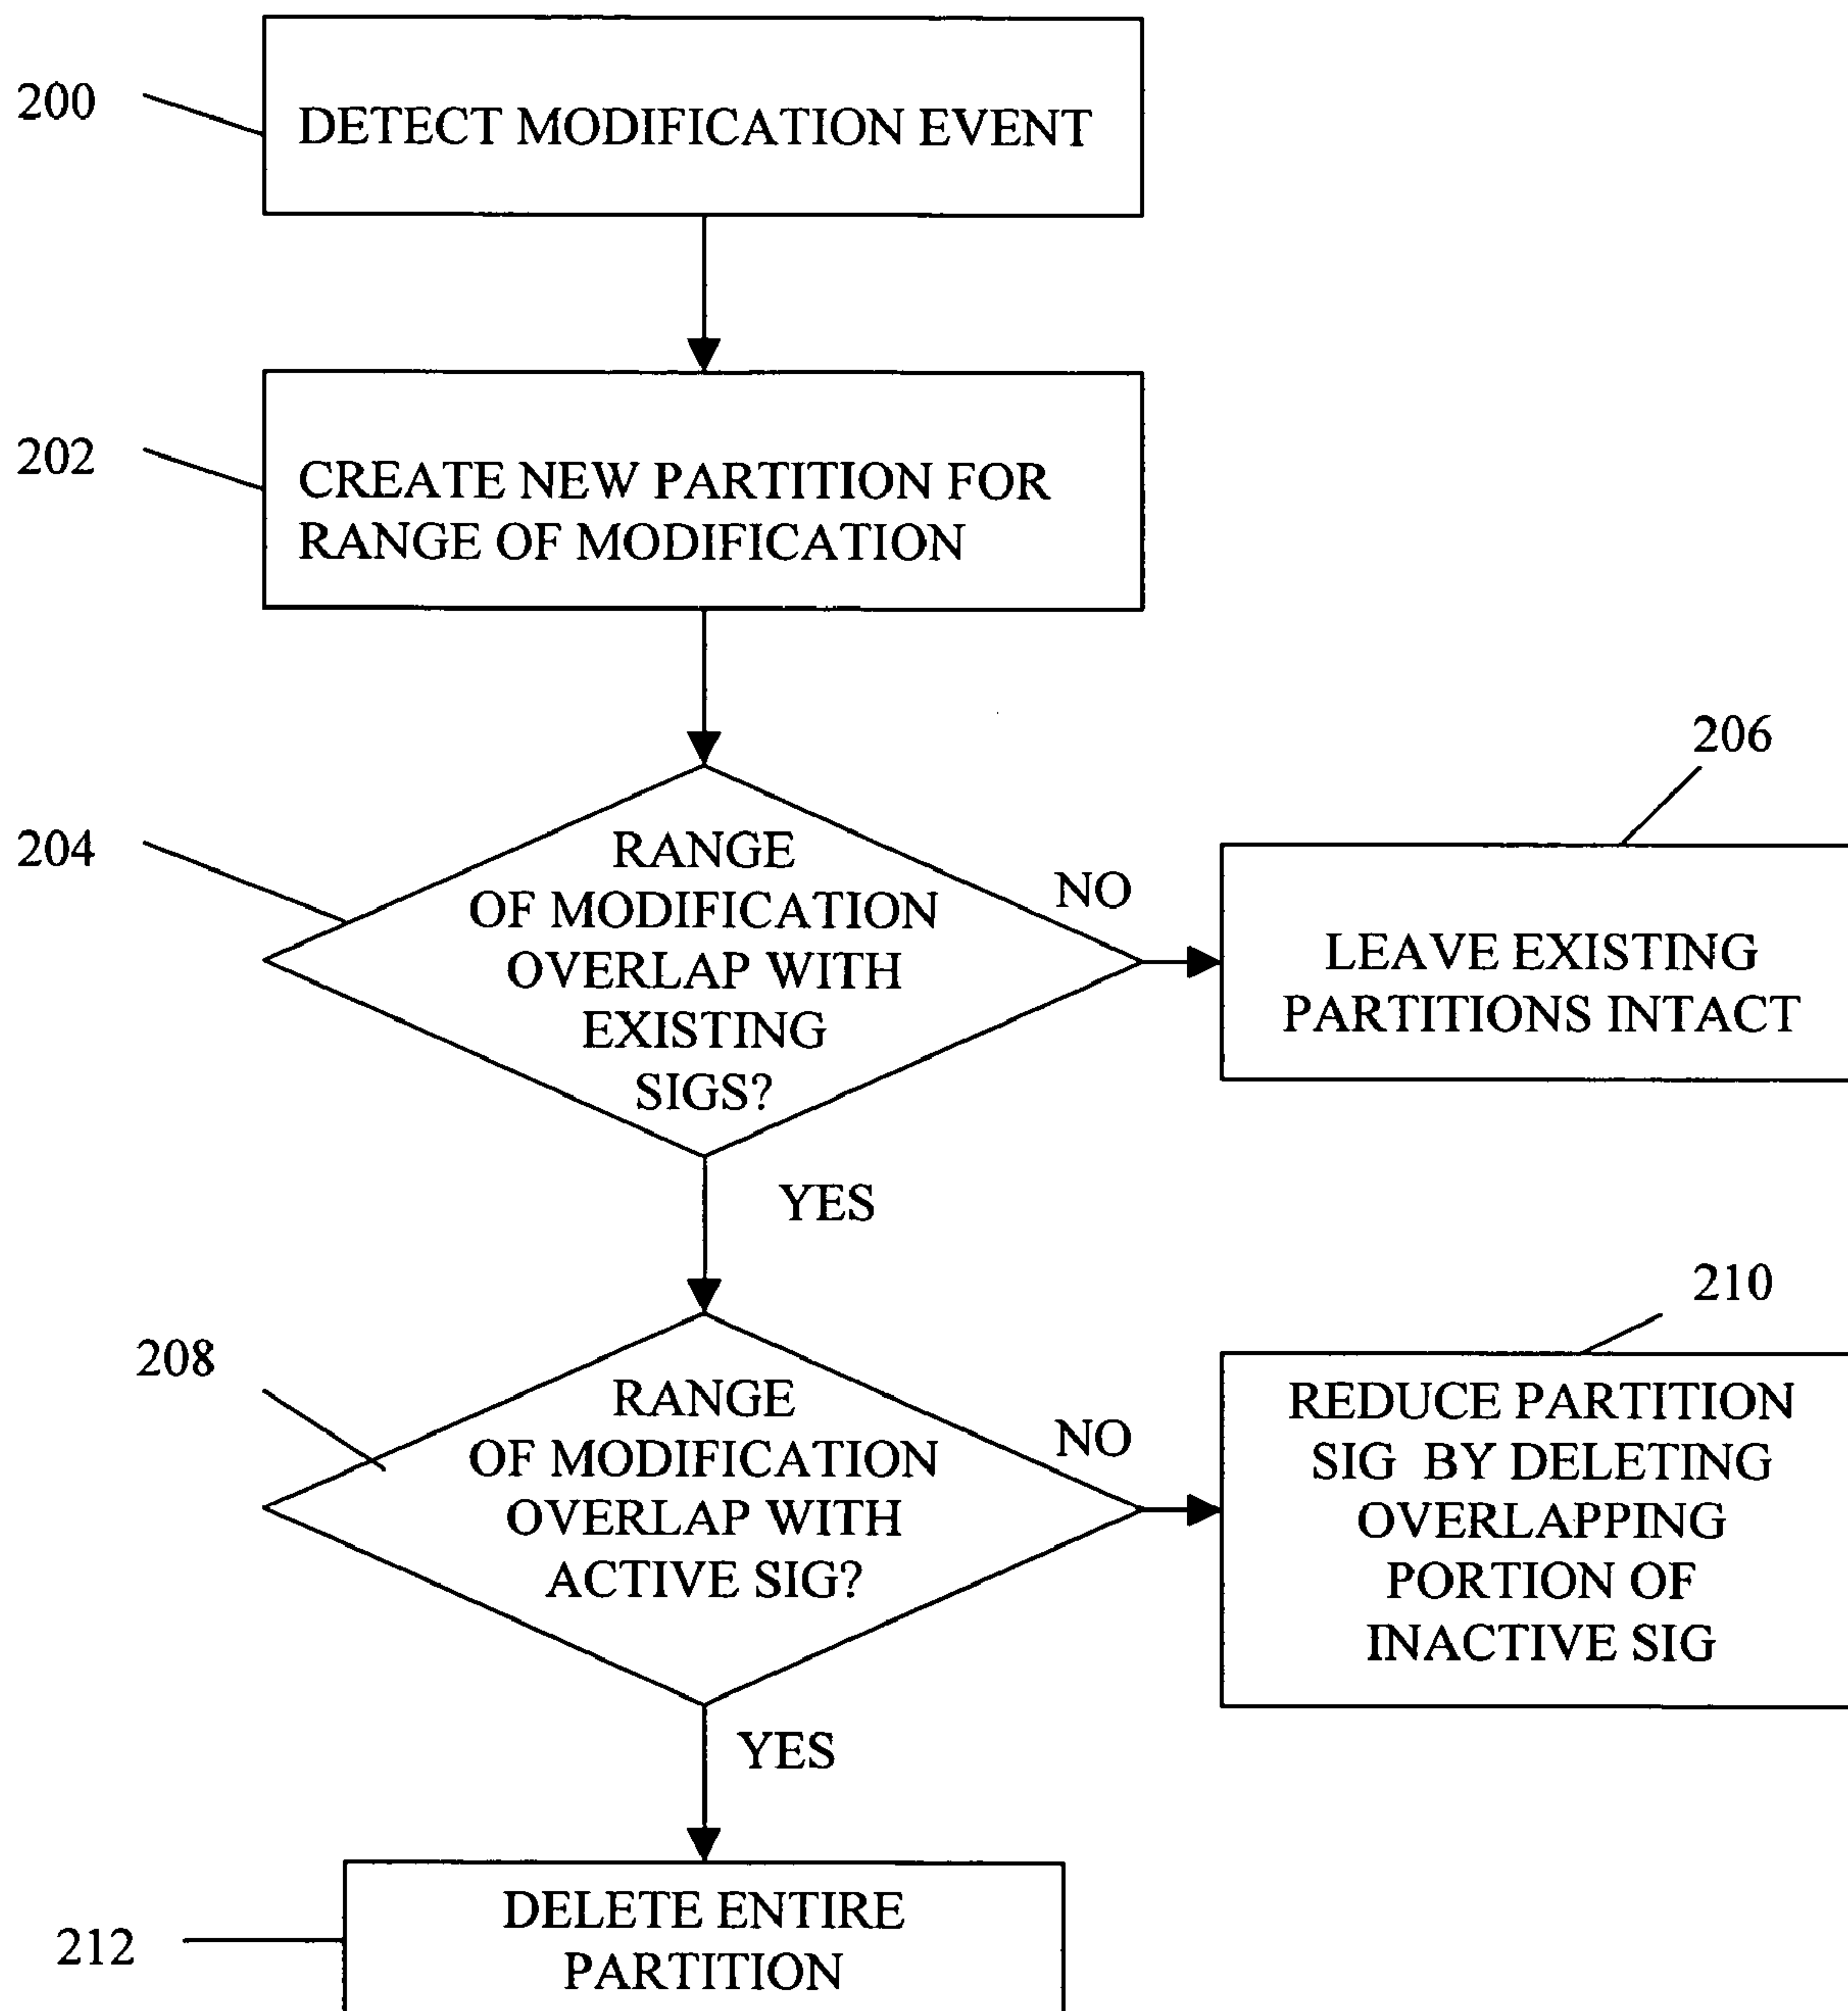 200
DETECT MODIFICATION EVENT
202
CREATE NEW PARTITION FOR
RANGE OF MODIFICATION
206
204
RANGE
OF MODIFICATION
OVERLAP WITH
EXISTING
SIGS?
NO
LEAVE EXISTING
PARTITIONS INTACT
YES
210
208
RANGE
OF MODIFICATION
OVERLAP WITH
ACTIVE SIG?
NO
REDUCE PARTITION
SIG BY DELETING
OVERLAPPING
PORTION OF
INACTIVE SIG
YES
212
DELETE ENTIRE
PARTITION